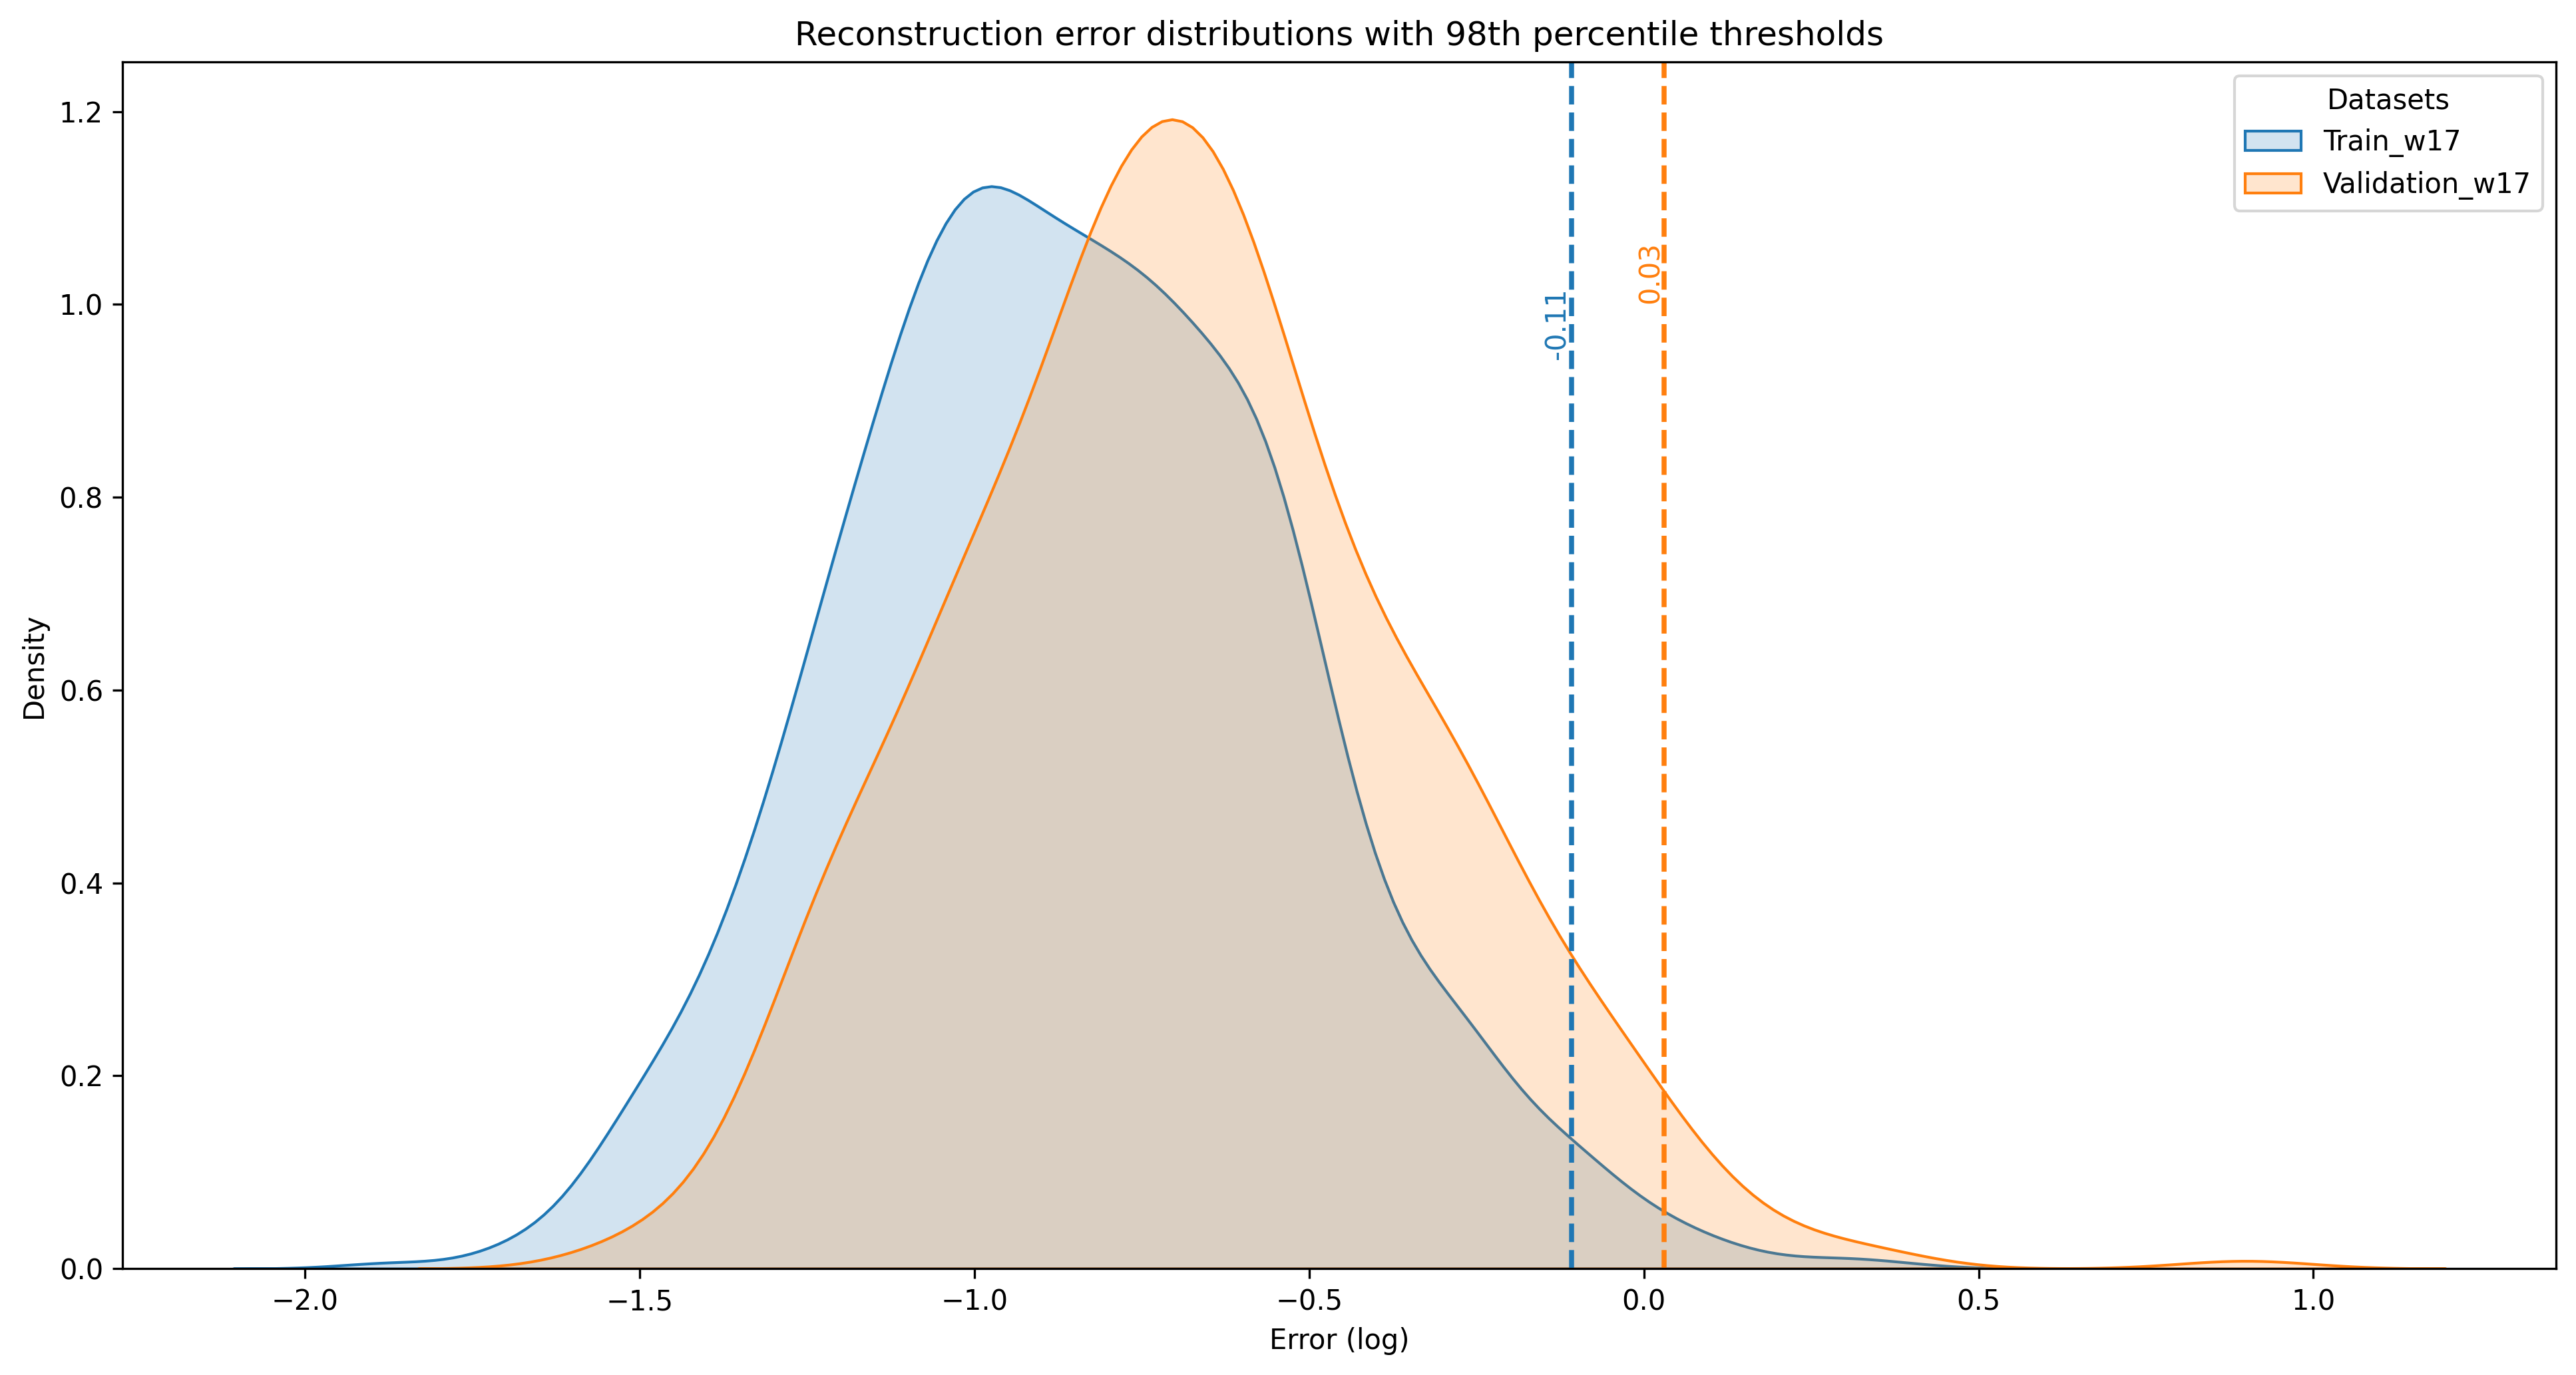 Reconstruction error distributions with 98th percentile thresholds
Datasets
Train_w17
Validation_w17
-0.11
0.03
Density
1.2
1.0
0.8
0.6
0.4
0.2
0.0
−2.0
−1.5
−1.0
−0.5
0.0
0.5
1.0
Error (log)